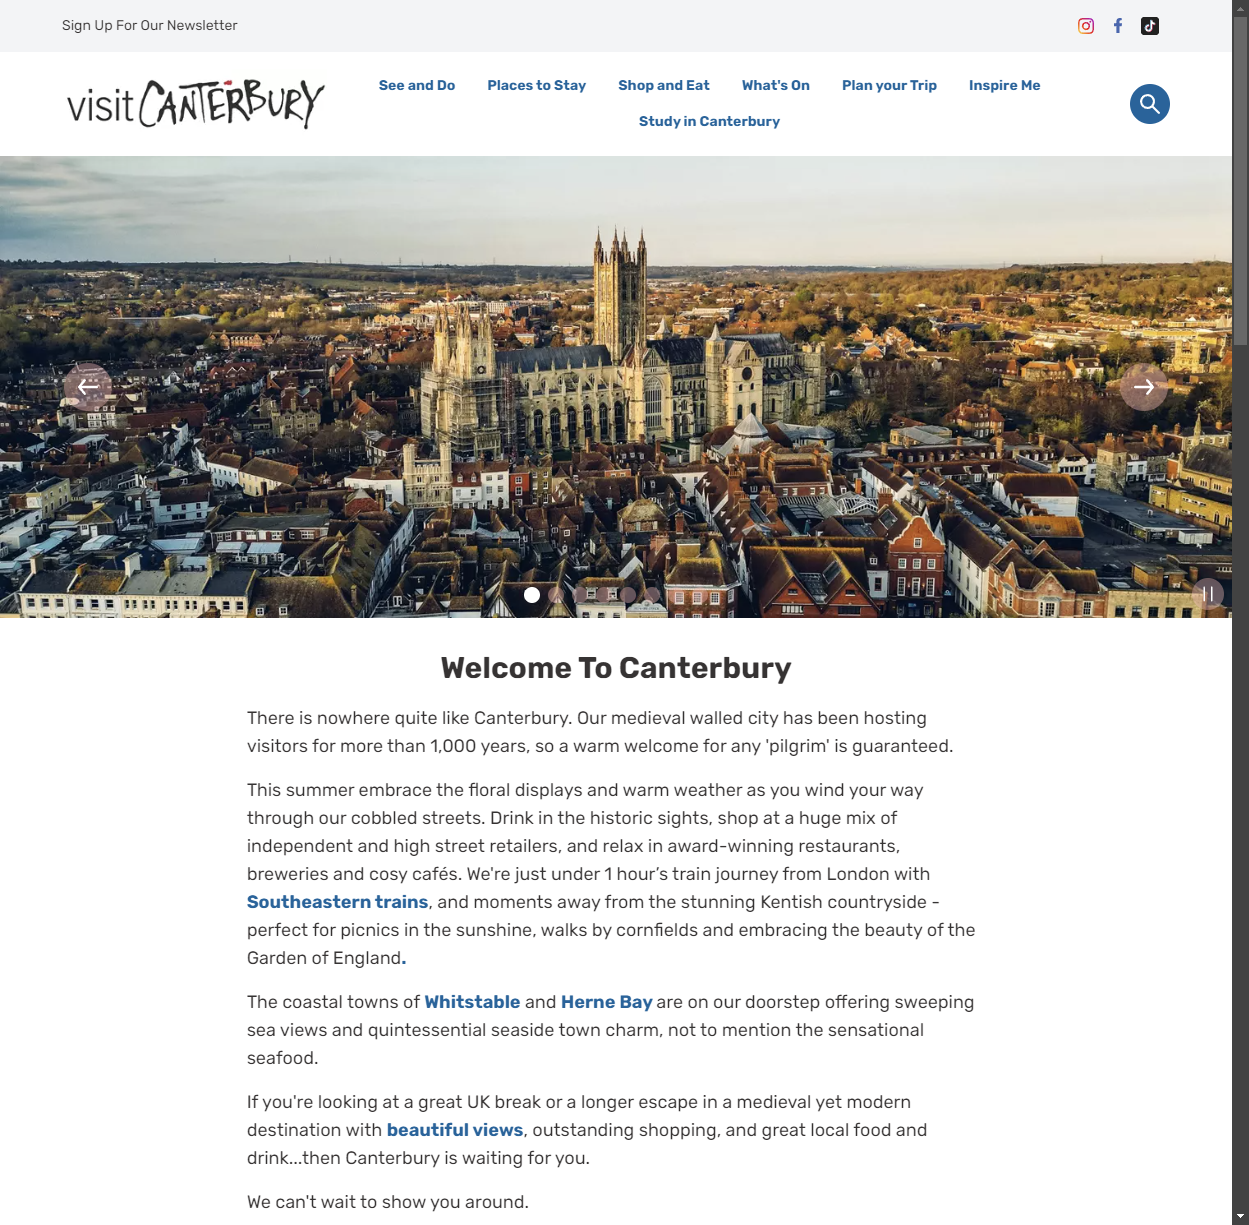 Sign Up For Our Newsletter
visit CANTERBURY
See and Do
Places to Stay
Shop and Eat
What's On
Plan your Trip
Inspire Me
Study in Canterbury
Welcome To Canterbury
There is nowhere quite like Canterbury. Our medieval walled city has been hosting
visitors for more than 1,000 years, so a warm welcome for any 'pilgrim' is guaranteed.
This summer embrace the floral displays and warm weather as you wind your way
through our cobbled streets. Drink in the historic sights, shop at a huge mix of
independent and high street retailers, and relax in award-winning restaurants,
breweries and cosy cafés. We're just under 1 hour’s train journey from London with
Southeastern trains, and moments away from the stunning Kentish countryside -
perfect for picnics in the sunshine, walks by cornfields and embracing the beauty of the
Garden of England.
The coastal towns of Whitstable and Herne Bay are on our doorstep offering sweeping
sea views and quintessential seaside town charm, not to mention the sensational
seafood.
If you're looking at a great UK break or a longer escape in a medieval yet modern
destination with beautiful views, outstanding shopping, and great local food and
drink...then Canterbury is waiting for you.
We can't wait to show you around.